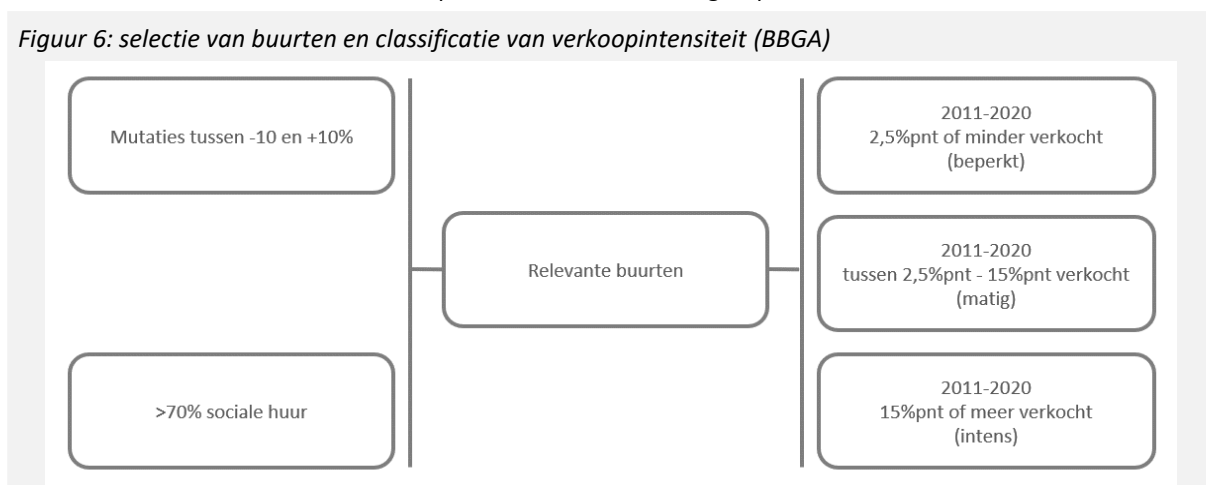 Figuur 6: selectie van buurten en classificatie van verkoopintensiteit (BBGA)
Mutaties tussen -10 en +10%
>70% sociale huur
Relevante buurten
2011-2020
2,5%pnt of minder verkocht
(beperkt)
2011-2020
tussen 2,5%pnt - 15%pnt verkocht
(matig)
2011-2020
15%pnt of meer verkocht
(intens)